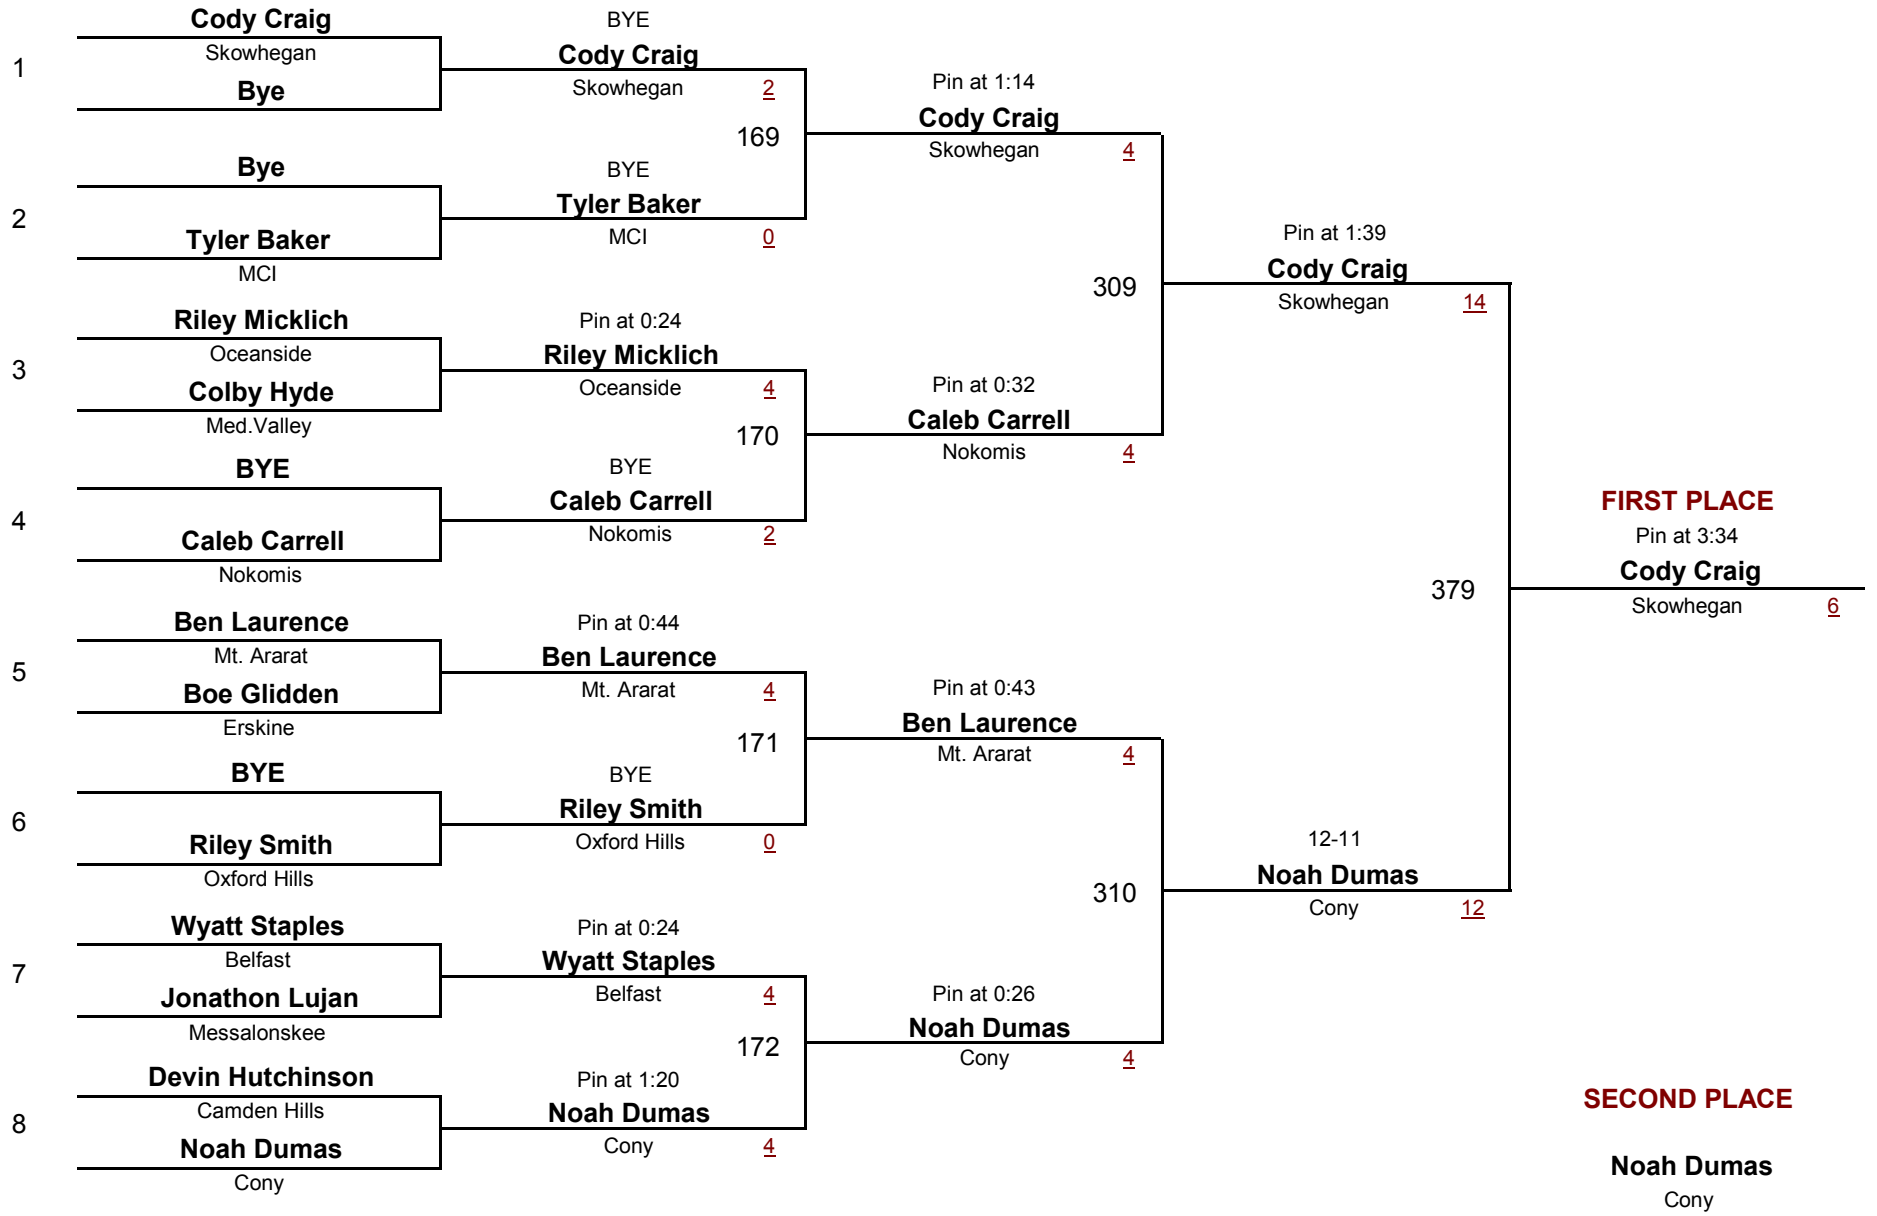 Cody Craig
Skowhegan
1
Bye
Bye
2
Tyler Baker
MCI
Riley Micklich
Oceanside
3
Colby Hyde
Med.Valley
BYE
4
Caleb Carrell
Nokomis
Ben Laurence
Mt. Ararat
5
Boe Glidden
Erskine
BYE
6
Riley Smith
Oxford Hills
Wyatt Staples
Belfast
7
Jonathon Lujan
Messalonskee
Devin Hutchinson
Camden Hills
8
Noah Dumas
Cony
BYE
Cody Craig
Skowhegan 2
169
BYE
Tyler Baker
MCI 0
Pin at 0:24
Riley Micklich
Oceanside 4
170
BYE
Caleb Carrell
Nokomis 2
Pin at 0:44
Ben Laurence
Mt. Ararat 4
171
BYE
Riley Smith
Oxford Hills 0
Pin at 0:24
Wyatt Staples
Belfast 4
172
Pin at 1:20
Noah Dumas
Cony 4
Pin at 1:14
Cody Craig
Skowhegan 4
309
Pin at 0:32
Caleb Carrell
Nokomis 4
Pin at 0:43
Ben Laurence
Mt. Ararat 4
310
Pin at 0:26
Noah Dumas
Cony 4
Pin at 1:39
Cody Craig
Skowhegan 14
379
12-11
Noah Dumas
Cony 12
FIRST PLACE
Pin at 3:34
Cody Craig
Skowhegan 6
SECOND PLACE
Noah Dumas
Cony